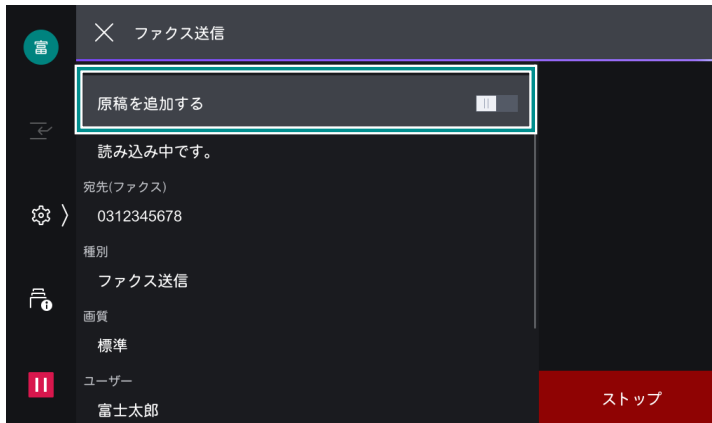 富
ファクス送信
原稿を追加する
読み込み中です。
宛先(ファクス)
0312345678
種別
ファクス送信
画質
標準
ユーザー
富士太郎
ストップ